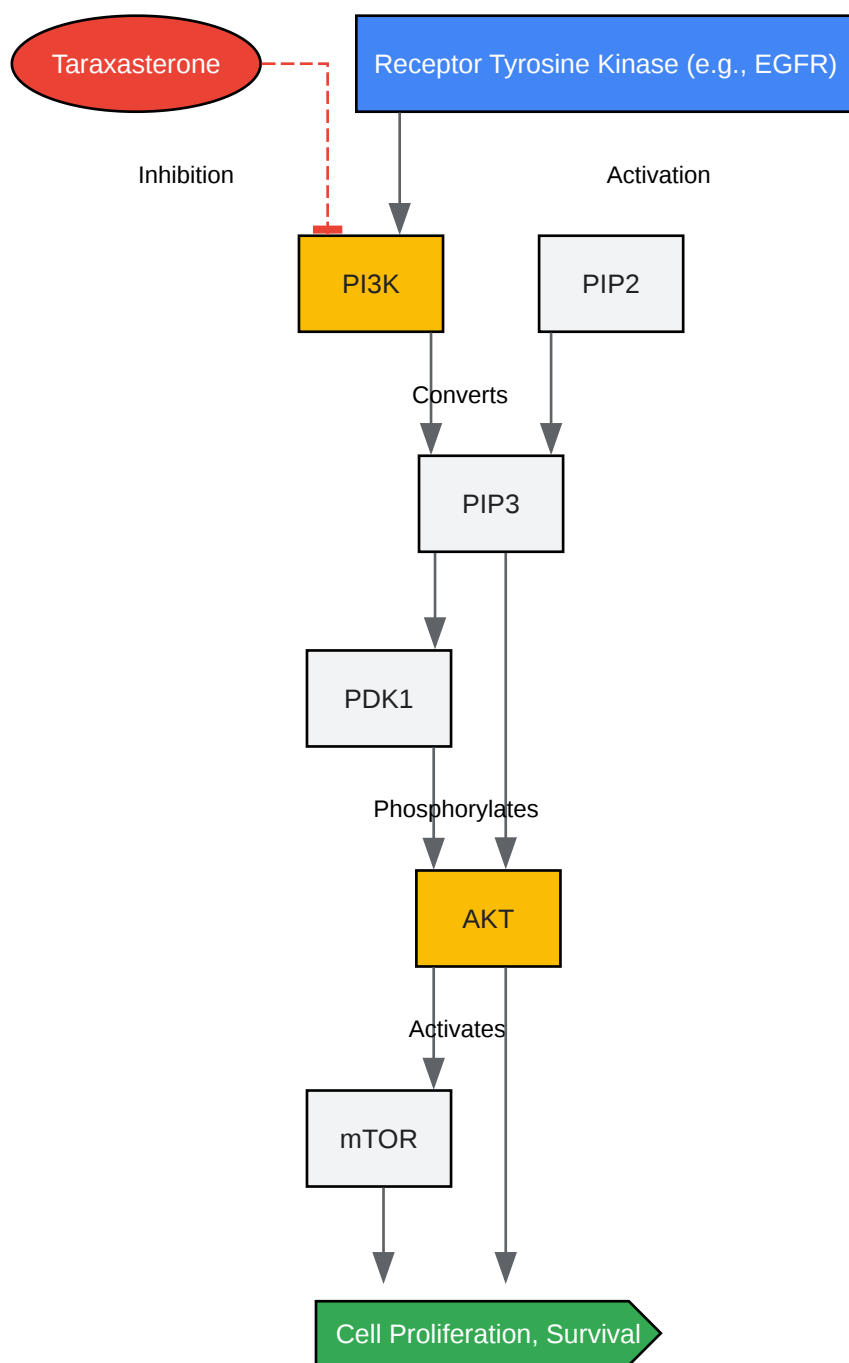 Taraxasterone
Receptor Tyrosine Kinase (e.g., EGFR)
Inhibition
Activation
PI3K
PIP2
Converts
PIP3
PDK1
Phosphorylates
AKT
Activates
mTOR
Cell Proliferation, Survival